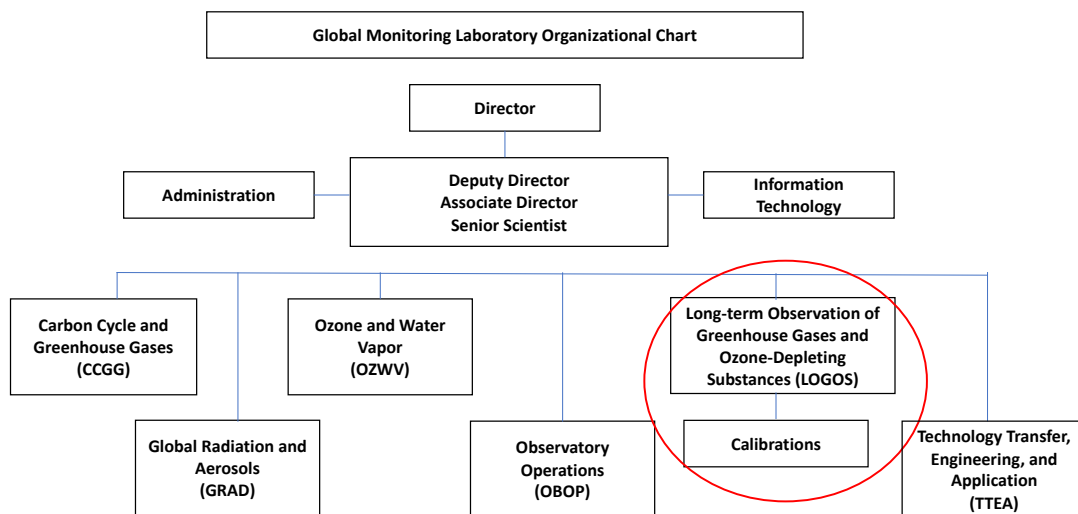 Global Monitoring Laboratory Organizational Chart
Director
Administration
Deputy Director
Associate Director
Senior Scientist
Information
Technology
Carbon Cycle and
Greenhouse Gases
(CCGG)
Ozone and Water
Vapor
(OZWV)
Long-term Observation of
Greenhouse Gases and
Ozone-Depleting
Substances (LOGOS)
Global Radiation and
Aerosols
(GRAD)
Observatory
Operations
(OBOP)
Calibrations
Technology Transfer,
Engineering, and
Application
(TTEA)